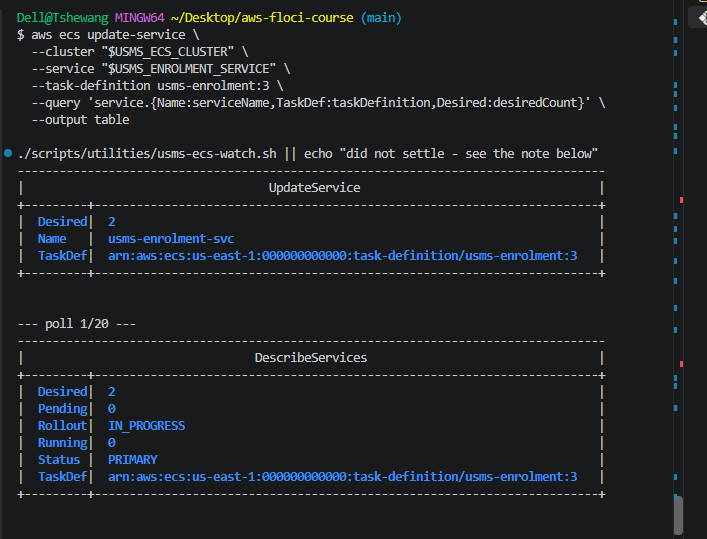 Dell@Tshewang MINGW64 ~/Desktop/aws-floci-course (main)
$ aws ecs update-service \
  --cluster "$USMS_ECS_CLUSTER" \
  --service "$USMS_ENROLMENT_SERVICE" \
  --task-definition usms-enrolment:3 \
  --query 'service.{Name:serviceName,TaskDef:taskDefinition,Desired:desiredCount}' \
  --output table

./scripts/utilities/usms-ecs-watch.sh || echo "did not settle - see the note below"
-------------------------------------------------------------------------------
|                                UpdateService                                |
+---------+-------------------------------------------------------------------+
|  Desired|  2                                                                |
|  Name   |  usms-enrolment-svc                                               |
|  TaskDef|  arn:aws:ecs:us-east-1:000000000000:task-definition/usms-enrolment:3   |
+---------+-------------------------------------------------------------------+

--- poll 1/20 ---
-------------------------------------------------------------------------------
|                              DescribeServices                               |
+---------+-------------------------------------------------------------------+
|  Desired|  2                                                                |
|  Pending|  0                                                                |
|  Rollout|  IN_PROGRESS                                                      |
|  Running|  0                                                                |
|  Status |  PRIMARY                                                          |
|  TaskDef|  arn:aws:ecs:us-east-1:000000000000:task-definition/usms-enrolment:3   |
+---------+-------------------------------------------------------------------+